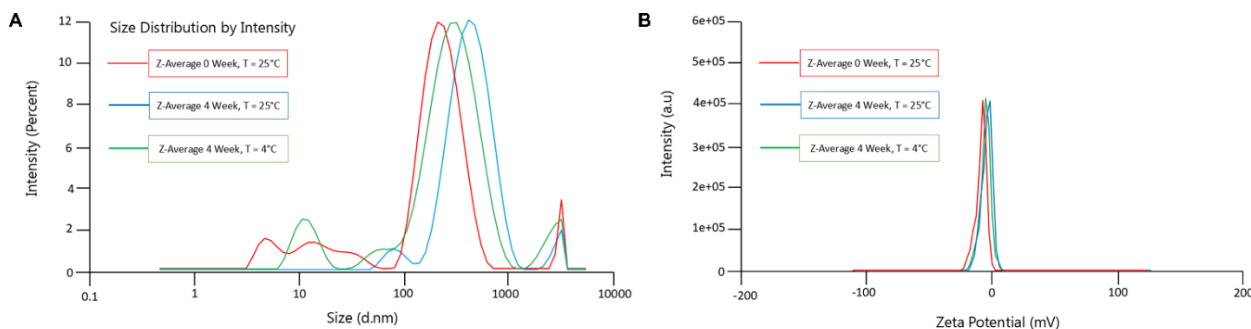 A
Size Distribution by Intensity
Z-Average 0 Week, T = 25°C
Z-Average 4 Week, T = 25°C
Z-Average 4 Week, T = 4°C
Intensity (Percent)
12
10
8
6
4
2
0
0.1
1
10
100
1000
10000
Size (d.nm)
B
Z-Average 0 Week, T = 25°C
Z-Average 4 Week, T = 25°C
Z-Average 4 Week, T = 4°C
Intensity (a.u)
6e+05
5e+05
4e+05
3e+05
2e+05
1e+05
0
-200
-100
0
100
200
Zeta Potential (mV)